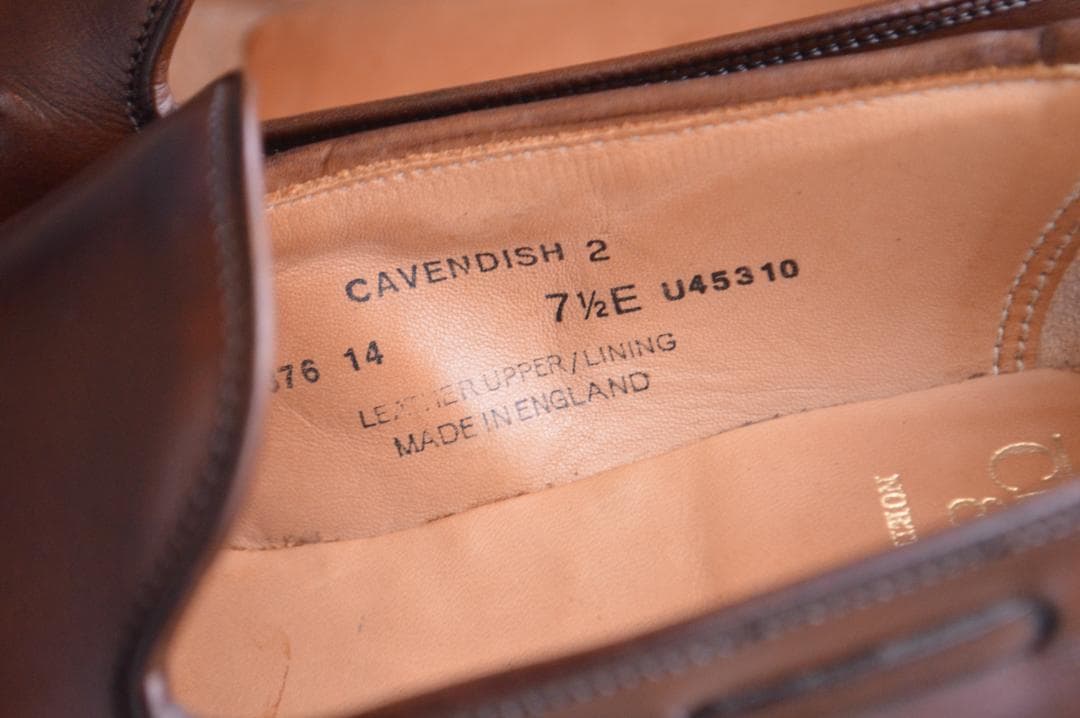 CAVENDISH 2
7½E U45310
376 14
LEATHER UPPER/LINING
MADE IN ENGLAND